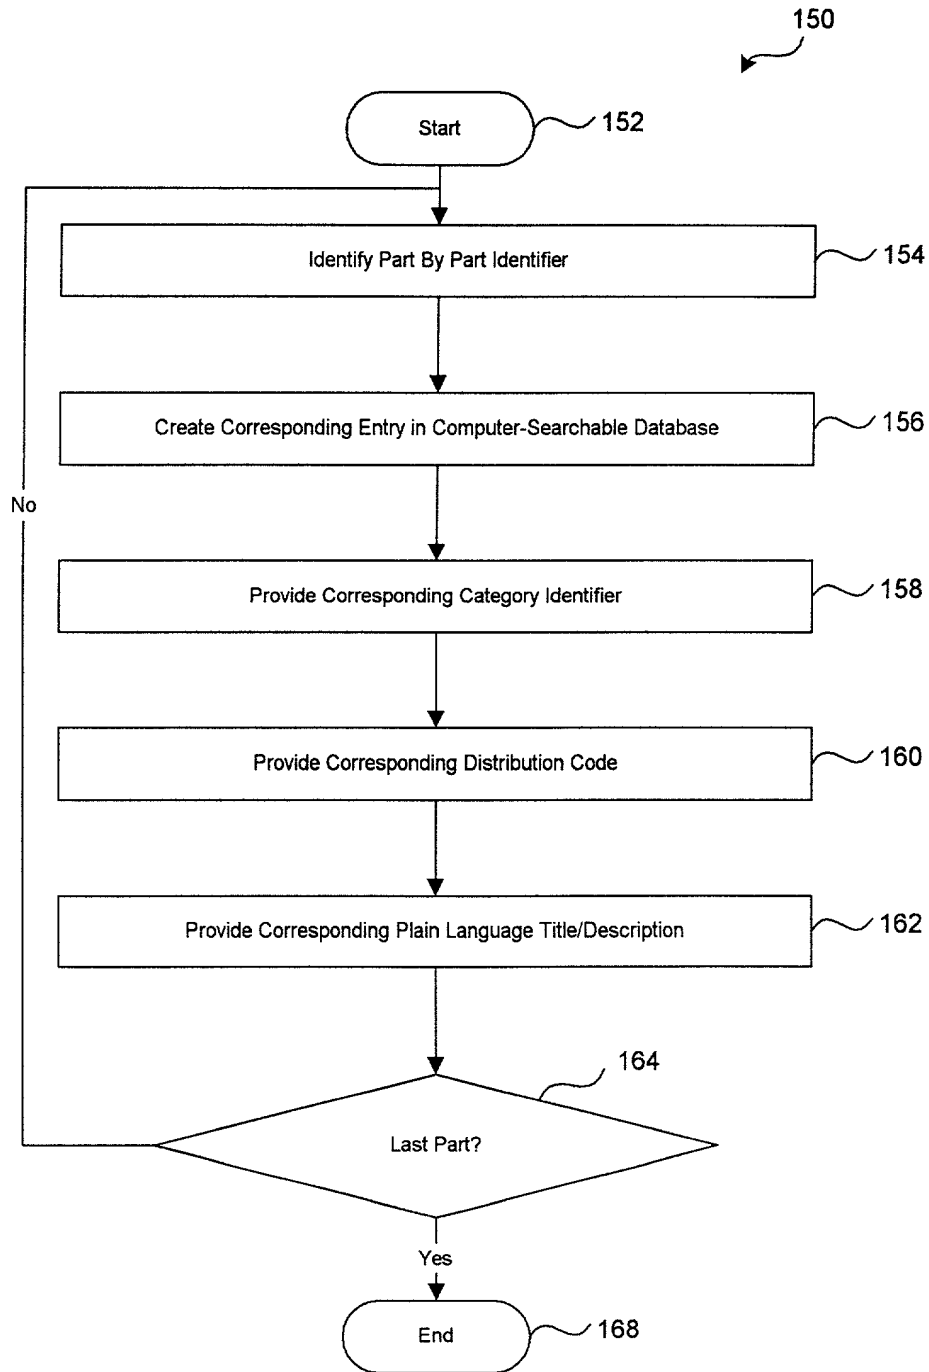 150
Start
152
Identify Part By Part Identifier
154
Create Corresponding Entry in Computer-Searchable Database
156
No
Provide Corresponding Category Identifier
158
Provide Corresponding Distribution Code
160
Provide Corresponding Plain Language Title/Description
162
164
Last Part?
Yes
End
168